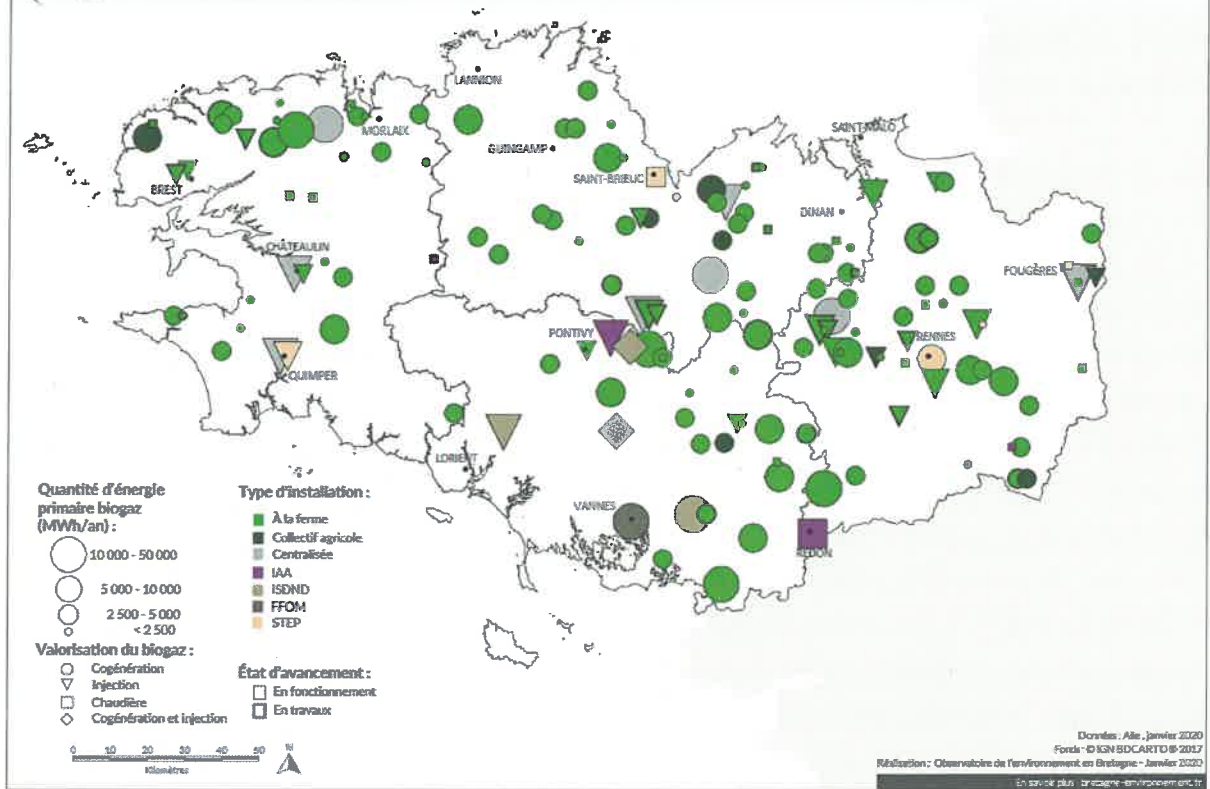 LANNION
MORLAIX
SAINT-MALO
GUINGAMP
SAINT-BRIEUC
BREST
DINAN
CHÂTEAULIN
FOUGÈRES
PONTIVY
RENNES
QUIMPER
LORIENT
VANNES
REDON
Quantité d'énergie
primaire biogaz
(MWh/an) :
10 000 - 50 000
5 000 - 10 000
2 500 - 5 000
< 2 500
Valorisation du biogaz :
Cogénération
Injection
Chaudière
Cogénération et injection
Type d'installation :
À la ferme
Collectif agricole
Centralisée
IAA
ISDND
FFOM
STEP
État d'avancement :
En fonctionnement
En travaux
0 10 20 30 40 50
Kilomètres
N
Données : Aile, janvier 2020
Fonds : © IGN BDCARTO® 2017
Réalisation : Observatoire de l'environnement en Bretagne - Janvier 2020
En savoir plus : bretagne-environnement.fr